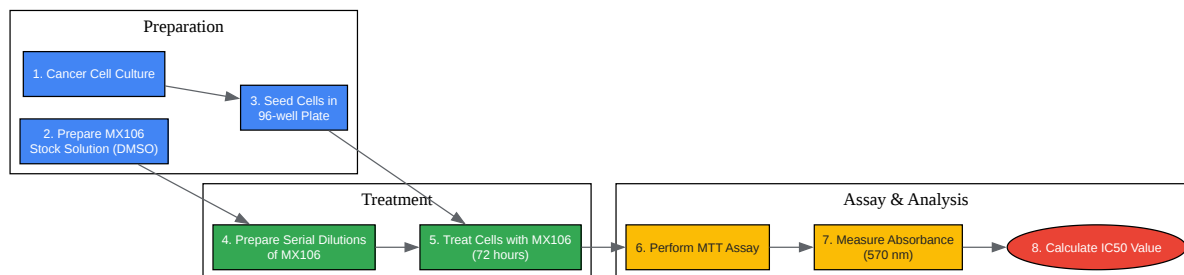 Preparation
1. Cancer Cell Culture
3. Seed Cells in
96-well Plate
2. Prepare MX106
Stock Solution (DMSO)
Treatment
4. Prepare Serial Dilutions
of MX106
5. Treat Cells with MX106
(72 hours)
Assay & Analysis
6. Perform MTT Assay
7. Measure Absorbance
(570 nm)
8. Calculate IC50 Value